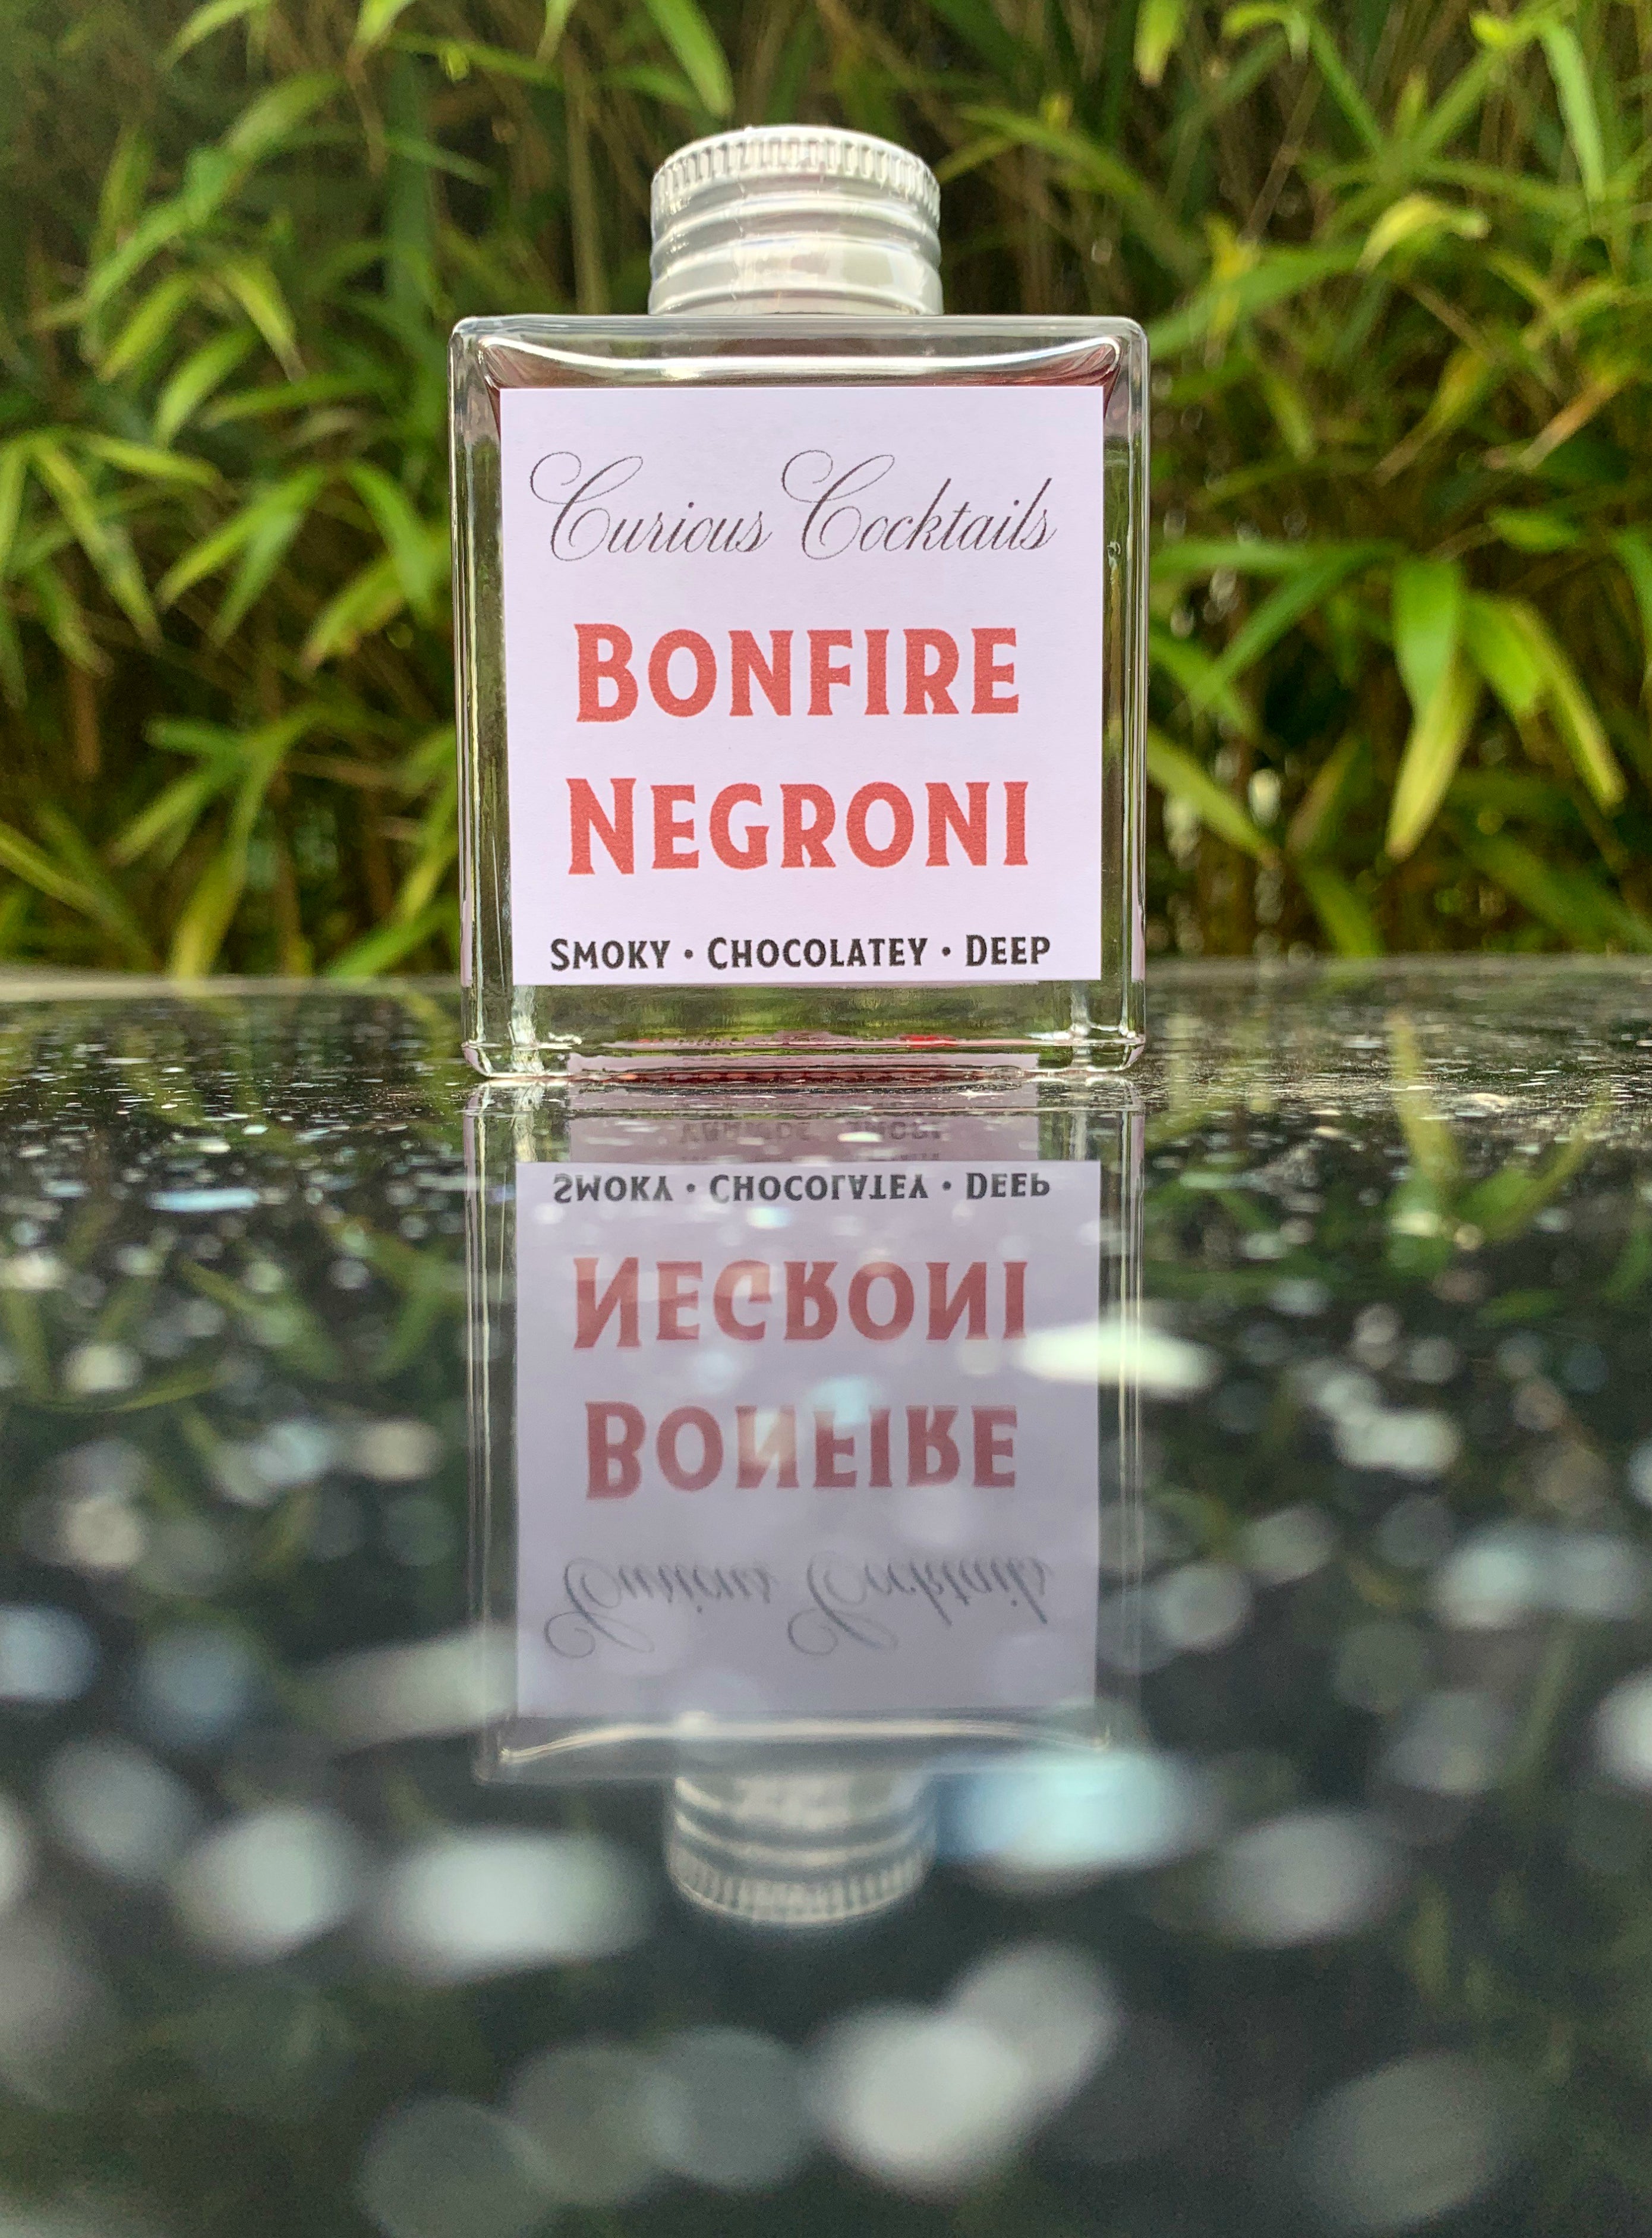 Curious Cocktails
BONFIRE
NEGRONI
SMOKY • CHOCOLATEY • DEEP